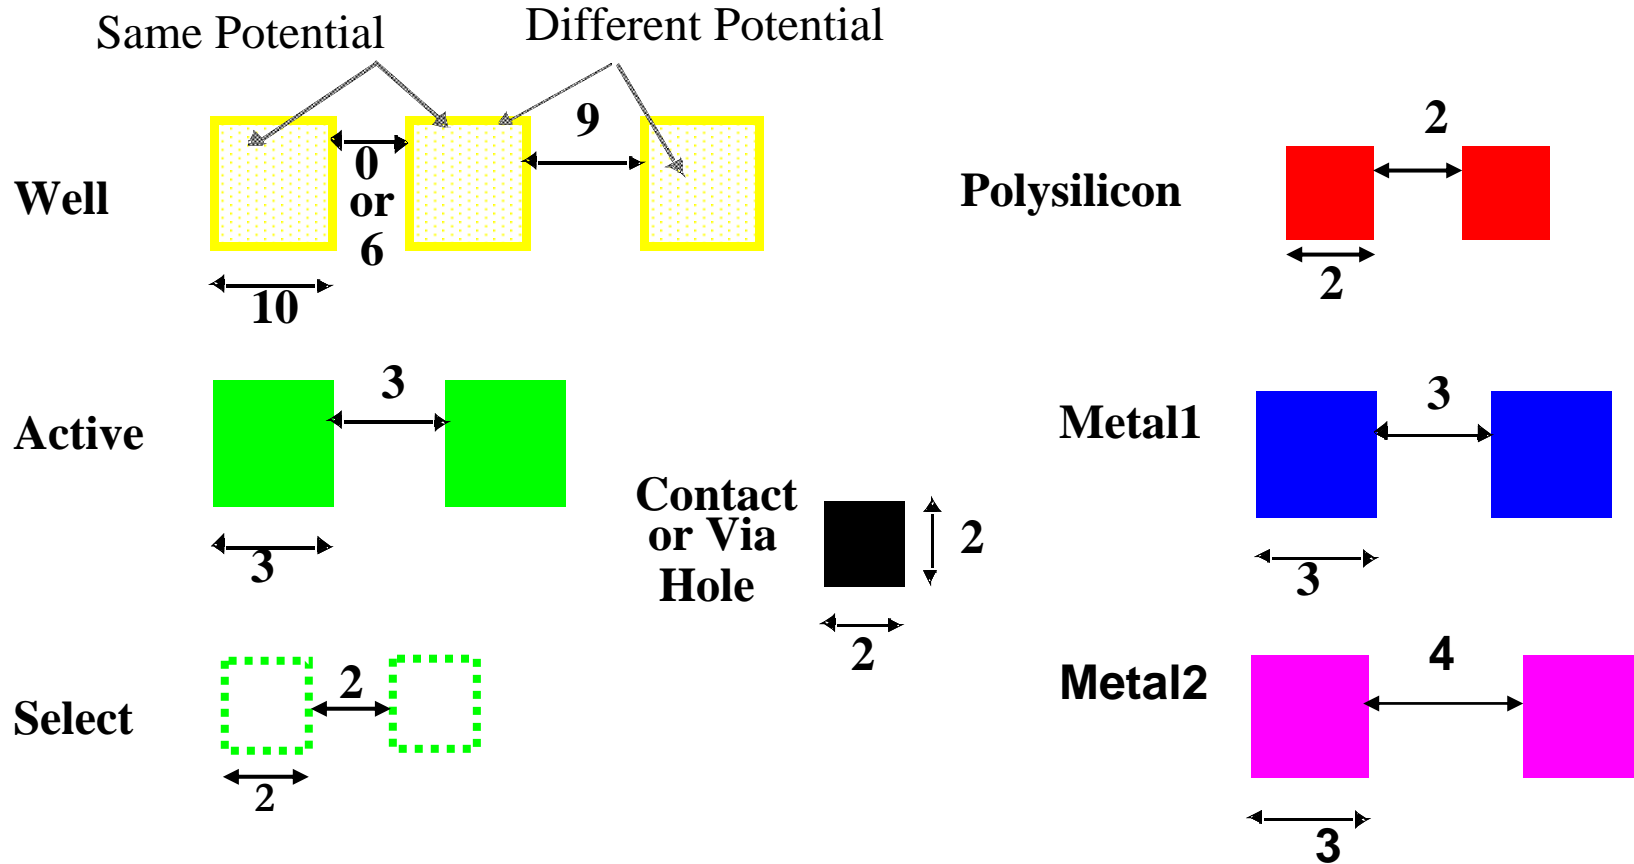 Same Potential
Different Potential
Well
0
or
6
9
10
Polysilicon
2
2
Active
3
3
Metal1
3
3
Contact
or Via
Hole
2
2
Select
2
2
Metal2
4
3